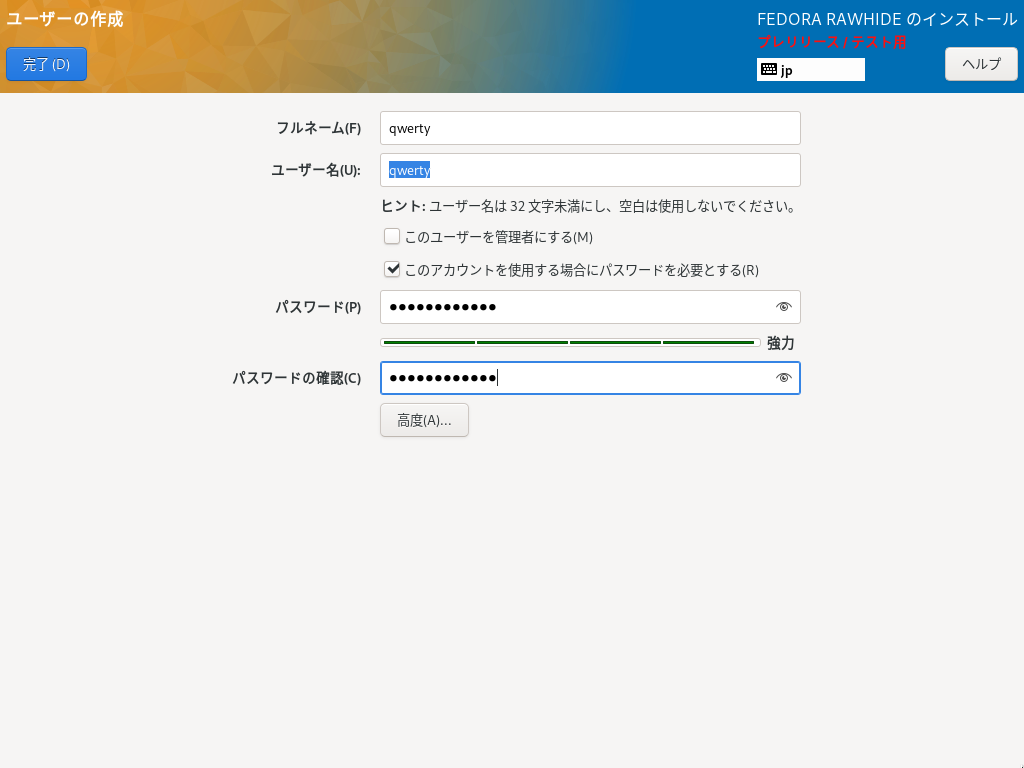 ユーザーの作成
FEDORA RAWHIDE のインストール
プレリリース / テスト用
完了 (D)
jp
ヘルプ
フルネーム(F)
qwerty
ユーザー名(U):
qwerty
ヒント: ユーザー名は 32 文字未満にし、空白は使用しないでください。
このユーザーを管理者にする(M)
このアカウントを使用する場合にパスワードを必要とする(R)
パスワード(P)
●●●●●●●●●●●●
強力
パスワードの確認(C)
●●●●●●●●●●●●
高度(A)...